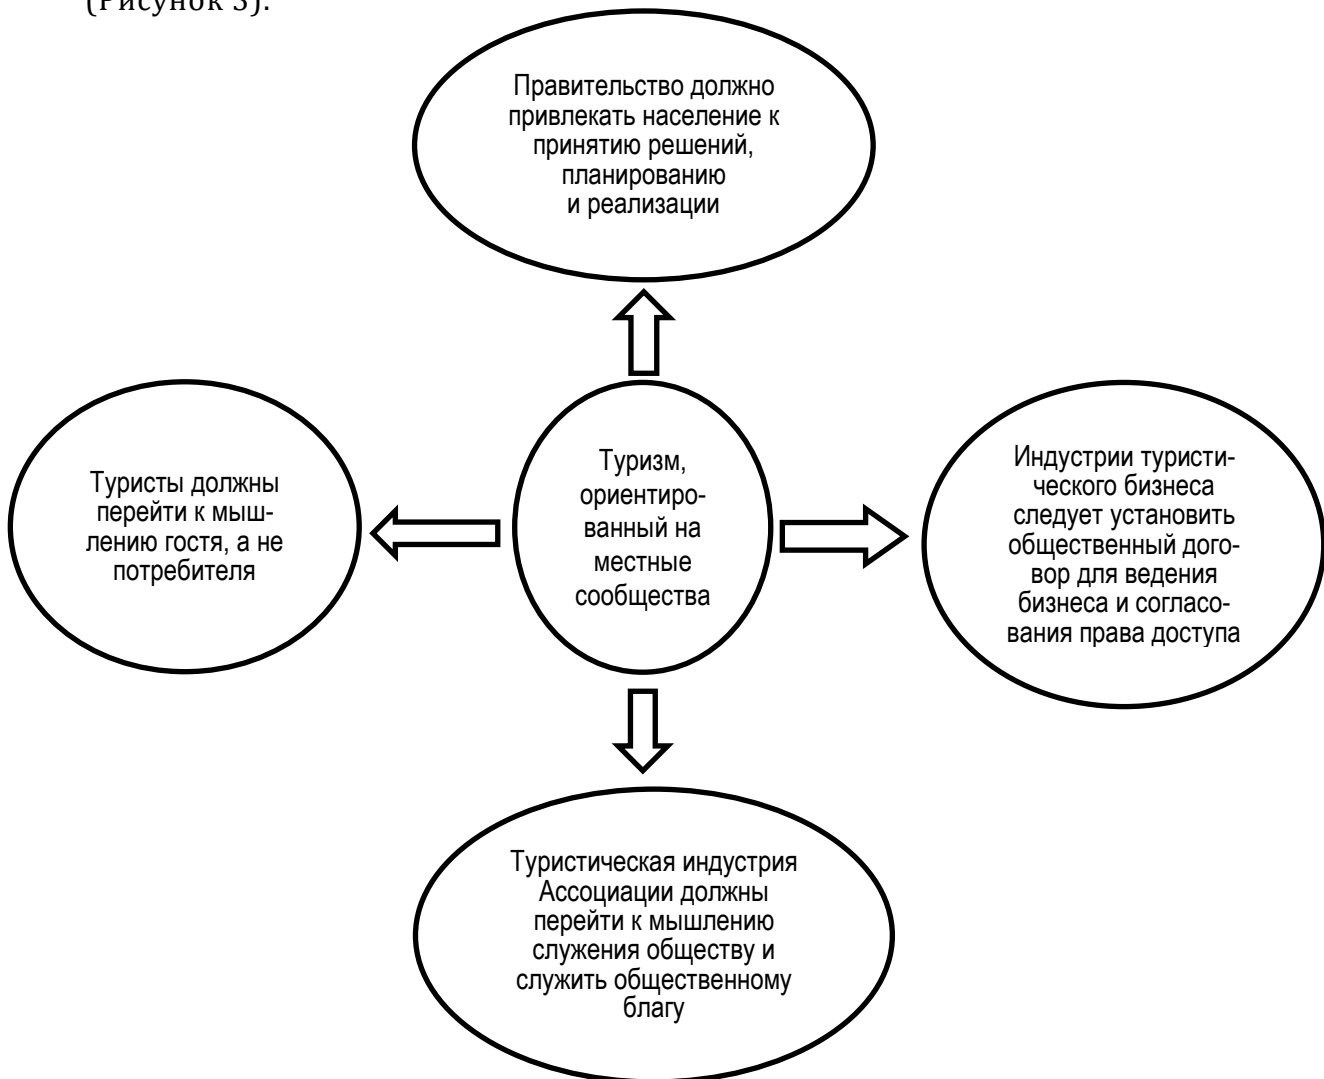 (Рисунок 3).
Правительство должно
привлекать население к
принятию решений,
планированию
и реализации
Туристы должны
перейти к мыш-
лению гостя, а не
потребителя
Туризм,
ориентиро-
ванный на
местные
сообщества
Индустрии туристи-
ческого бизнеса
следует установить
общественный дого-
вор для ведения
бизнеса и согласо-
вания права доступа
Туристическая индустрия
Ассоциации должны
перейти к мышлению
служения обществу и
служить общественному
благу